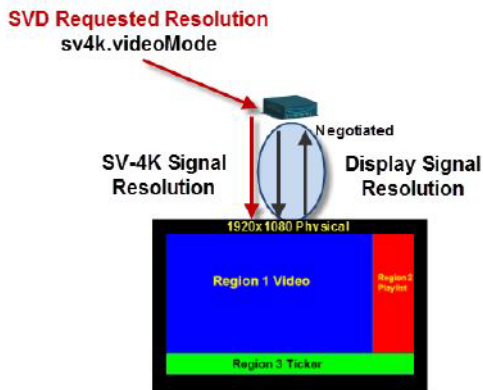 SVD Requested Resolution
sv4k.videoMode
Negotiated
SV-4K Signal
Resolution
Display Signal
Resolution
1920x1080 Physical
Region 1 Video
Region 2
Playlist
Region 3 Ticker